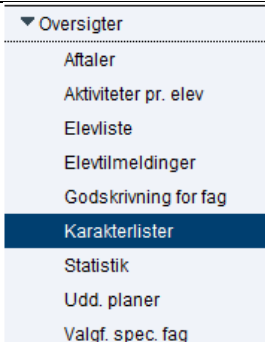 Oversigter
Aftaler
Aktiviteter pr. elev
Elevliste
Elevtilmeldinger
Godskrivning for fag
Karakterlister
Statistik
Udd. planer
Valgf. spec. fag